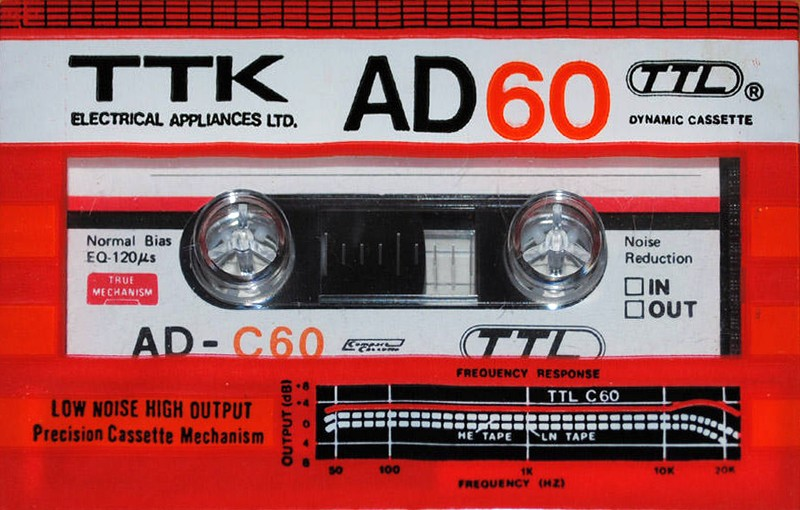 TTK
ELECTRICAL APPLIANCES LTD.
AD60
TTL®
DYNAMIC CASSETTE
Normal Bias
EQ-120µs
TRUE
MECHANISM
Noise
Reduction
IN
OUT
AD-C60
Compact
Cassette
TTL
LOW NOISE HIGH OUTPUT
Precision Cassette Mechanism
FREQUENCY RESPONSE
OUTPUT (dB)
+8
+4
0
4
8
TTL C60
HE TAPE
LN TAPE
50 100 1K 10K 20K
FREQUENCY (HZ)